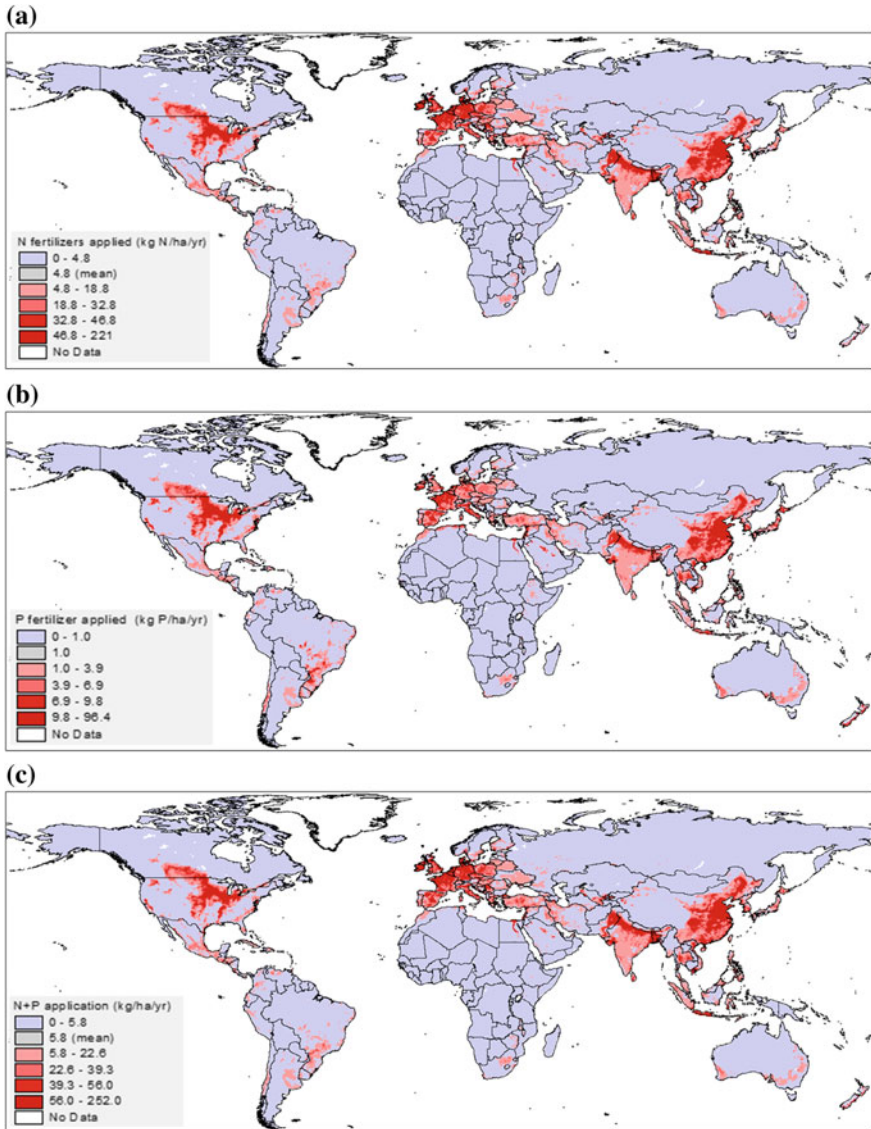 (a)
N fertilizers applied (kg N/ha/yr)
0 - 4.8
4.8 (mean)
4.8 - 18.8
18.8 - 32.8
32.8 - 46.8
46.8 - 221
No Data
(b)
P fertilizer applied (kg P/ha/yr)
0 - 1.0
1.0
1.0 - 3.9
3.9 - 6.9
6.9 - 9.8
9.8 - 96.4
No Data
(c)
N+P application (kg/ha/yr)
0 - 5.8
5.8 (mean)
5.8 - 22.6
22.6 - 39.3
39.3 - 56.0
56.0 - 252.0
No Data